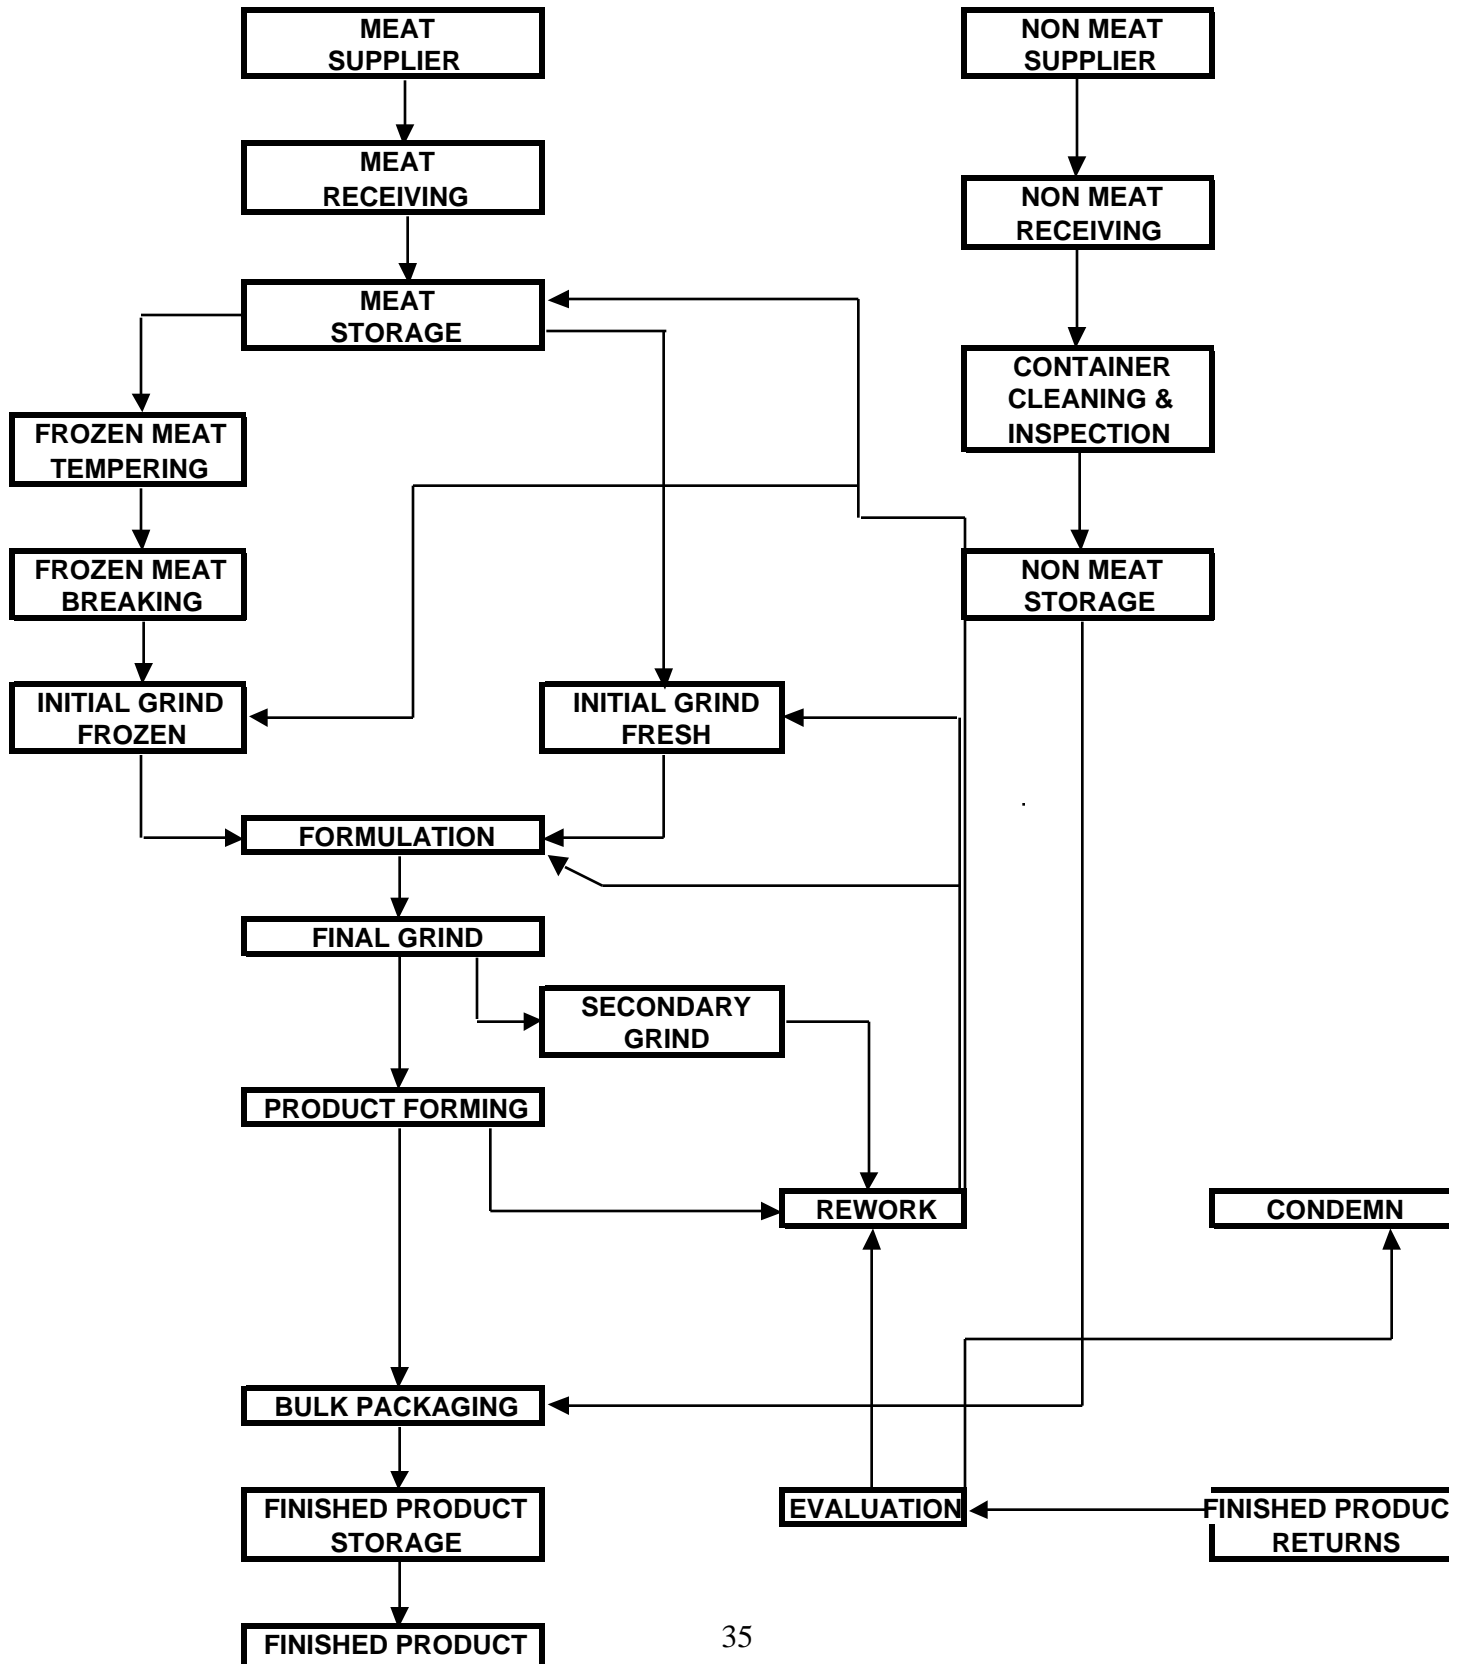 MEAT
SUPPLIER
NON MEAT
SUPPLIER
MEAT
RECEIVING
NON MEAT
RECEIVING
MEAT
STORAGE
CONTAINER
CLEANING &
INSPECTION
FROZEN MEAT
TEMPERING
FROZEN MEAT
BREAKING
NON MEAT
STORAGE
INITIAL GRIND
FROZEN
INITIAL GRIND
FRESH
FORMULATION
FINAL GRIND
SECONDARY
GRIND
PRODUCT FORMING
REWORK
CONDEMN
BULK PACKAGING
FINISHED PRODUCT
STORAGE
EVALUATION
FINISHED PRODUC
RETURNS
FINISHED PRODUCT
35